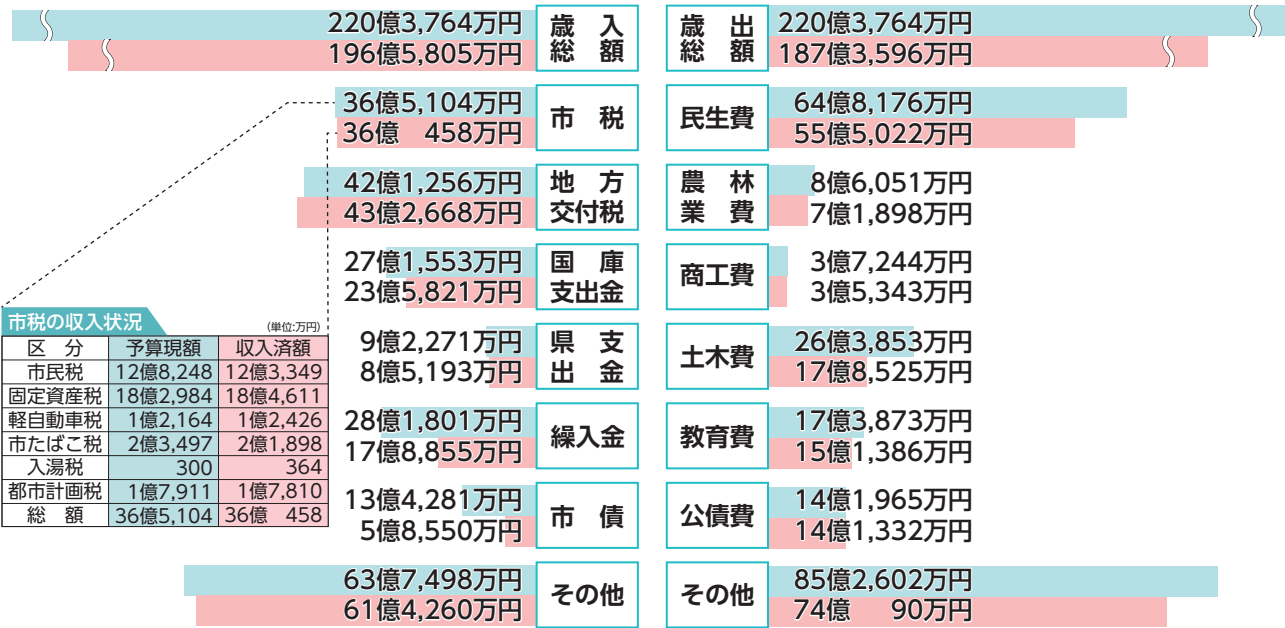 220億3,764万円 歳入総額 歳出総額 220億3,764万円
196億5,805万円 187億3,596万円
36億5,104万円 市税 民生費 64億8,176万円
36億 458万円 55億5,022万円
42億1,256万円 地方交付税 農林業費 8億6,051万円
43億2,668万円 7億1,898万円
27億1,553万円 国庫支出金 商工費 3億7,244万円
23億5,821万円 3億5,343万円
9億2,271万円 県支出金 土木費 26億3,853万円
8億5,193万円 17億8,525万円
28億1,801万円 繰入金 教育費 17億3,873万円
17億8,855万円 15億1,386万円
13億4,281万円 市債 公債費 14億1,965万円
5億8,550万円 14億1,332万円
63億7,498万円 その他 その他 85億2,602万円
61億4,260万円 74億 90万円
市税の収入状況 (単位:万円)
区分 予算現額 収入済額
市民税 12億8,248 12億3,349
固定資産税 18億2,984 18億4,611
軽自動車税 1億2,164 1億2,426
市たばこ税 2億3,497 2億1,898
入湯税 300 364
都市計画税 1億7,911 1億7,810
総額 36億5,104 36億 458